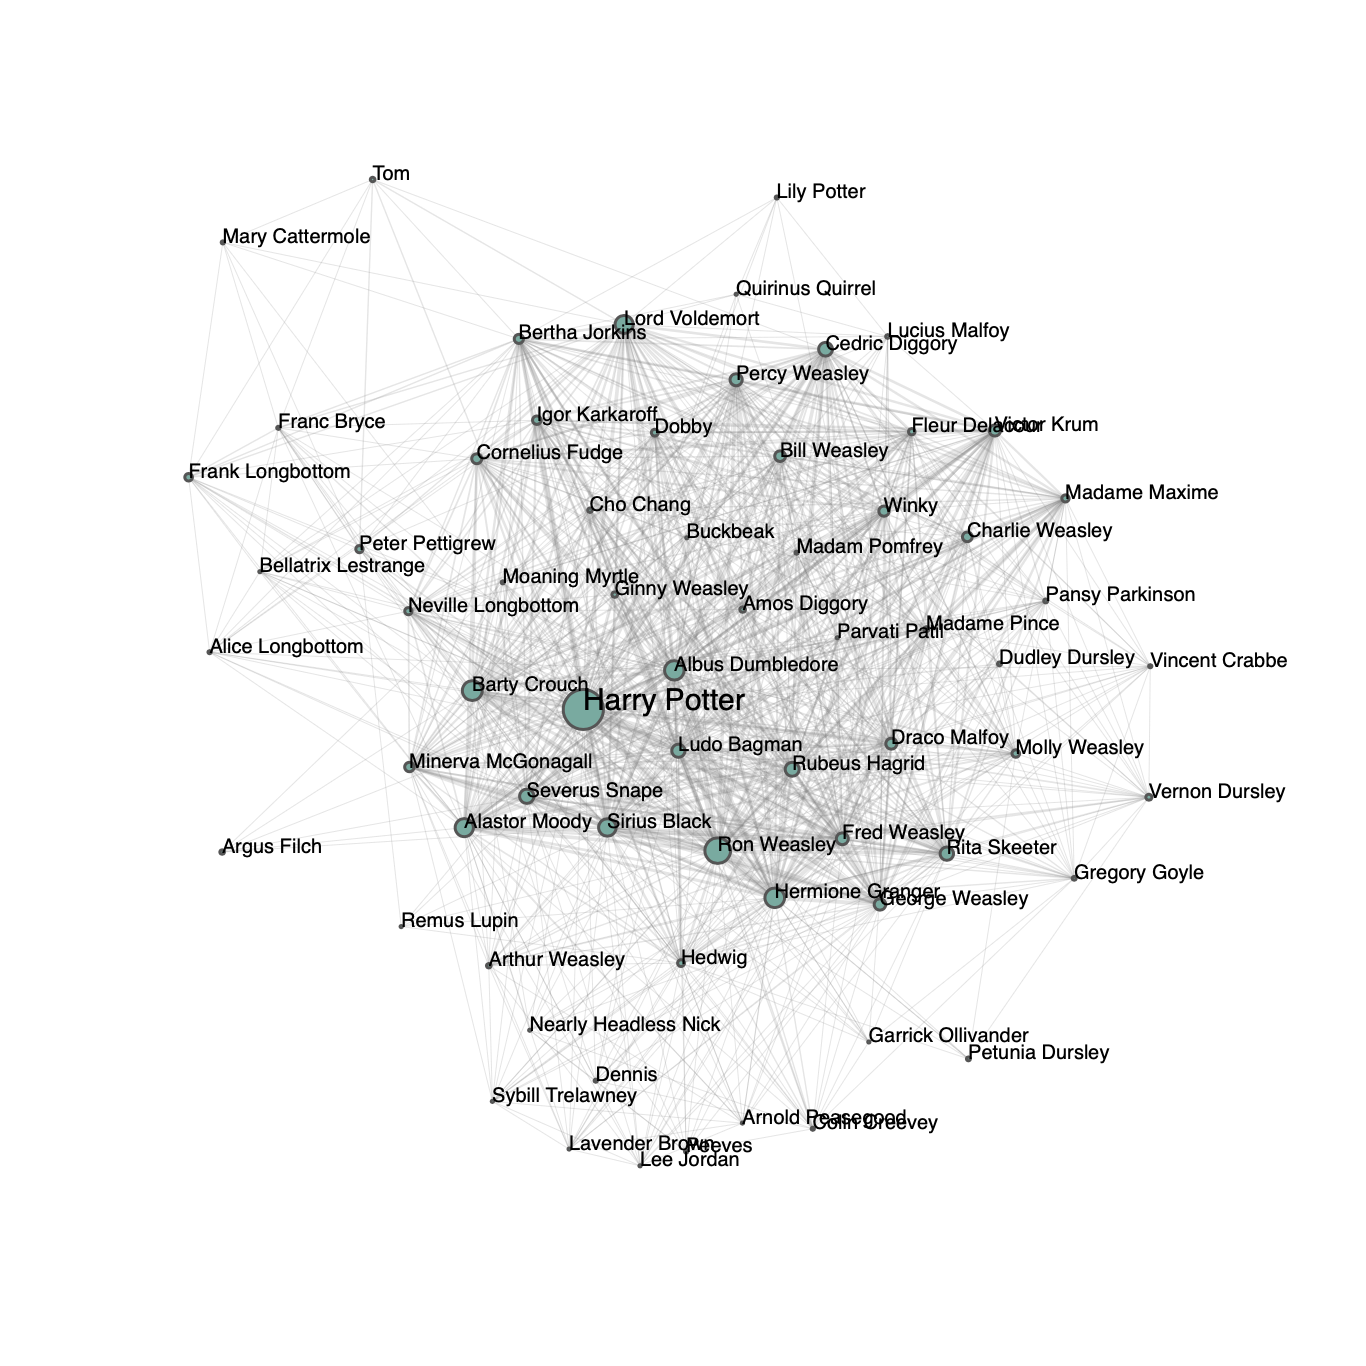 Tom
Lily Potter
Mary Cattermole
Quirinus Quirrel
Lord Voldemort
Bertha Jorkins
Lucius Malfoy
Cedric Diggory
Percy Weasley
Igor Karkaroff
Franc Bryce
Dobby
Fleur Delacour
Victor Krum
Cornelius Fudge
Bill Weasley
Frank Longbottom
Madame Maxime
Cho Chang
Winky
Buckbeak
Charlie Weasley
Peter Pettigrew
Madam Pomfrey
Bellatrix Lestrange
Moaning Myrtle
Ginny Weasley
Pansy Parkinson
Neville Longbottom
Amos Diggory
Parvati Patil
Madame Pince
Alice Longbottom
Dudley Dursley
Vincent Crabbe
Albus Dumbledore
Barty Crouch
Harry Potter
Draco Malfoy
Ludo Bagman
Molly Weasley
Minerva McGonagall
Rubeus Hagrid
Severus Snape
Vernon Dursley
Alastor Moody
Sirius Black
Fred Weasley
Argus Filch
Ron Weasley
Rita Skeeter
Gregory Goyle
Hermione Granger
George Weasley
Remus Lupin
Arthur Weasley
Hedwig
Nearly Headless Nick
Garrick Ollivander
Petunia Dursley
Dennis
Sybill Trelawney
Arnold Peasegood
Colin Creevey
Lavender Brown
Peeves
Lee Jordan